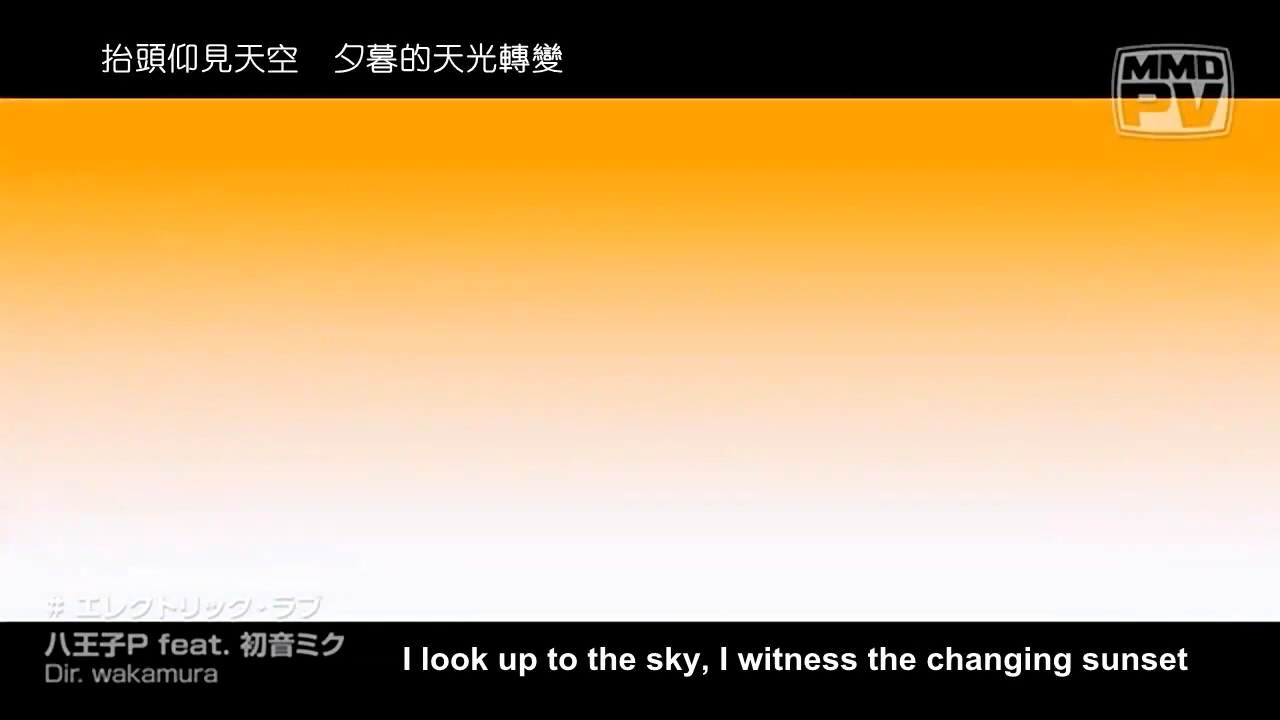 抬頭仰見天空　夕暮的天光轉變
MMD
PV
# エレクトリック・ラブ
八王子P feat. 初音ミク
Dir. wakamura
I look up to the sky, I witness the changing sunset